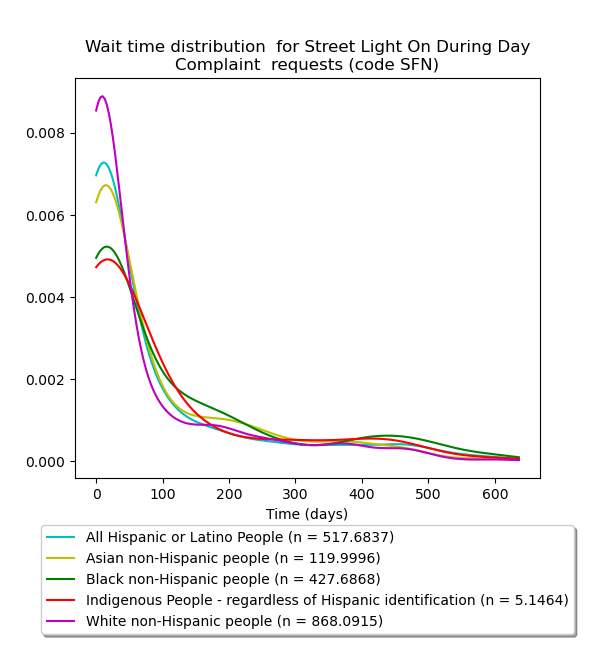 Wait time distribution  for Street Light On During Day
Complaint  requests (code SFN)
0.008
0.006
0.004
0.002
0.000
0 100 200 300 400 500 600
Time (days)
All Hispanic or Latino People (n = 517.6837)
Asian non-Hispanic people (n = 119.9996)
Black non-Hispanic people (n = 427.6868)
Indigenous People - regardless of Hispanic identification (n = 5.1464)
White non-Hispanic people (n = 868.0915)